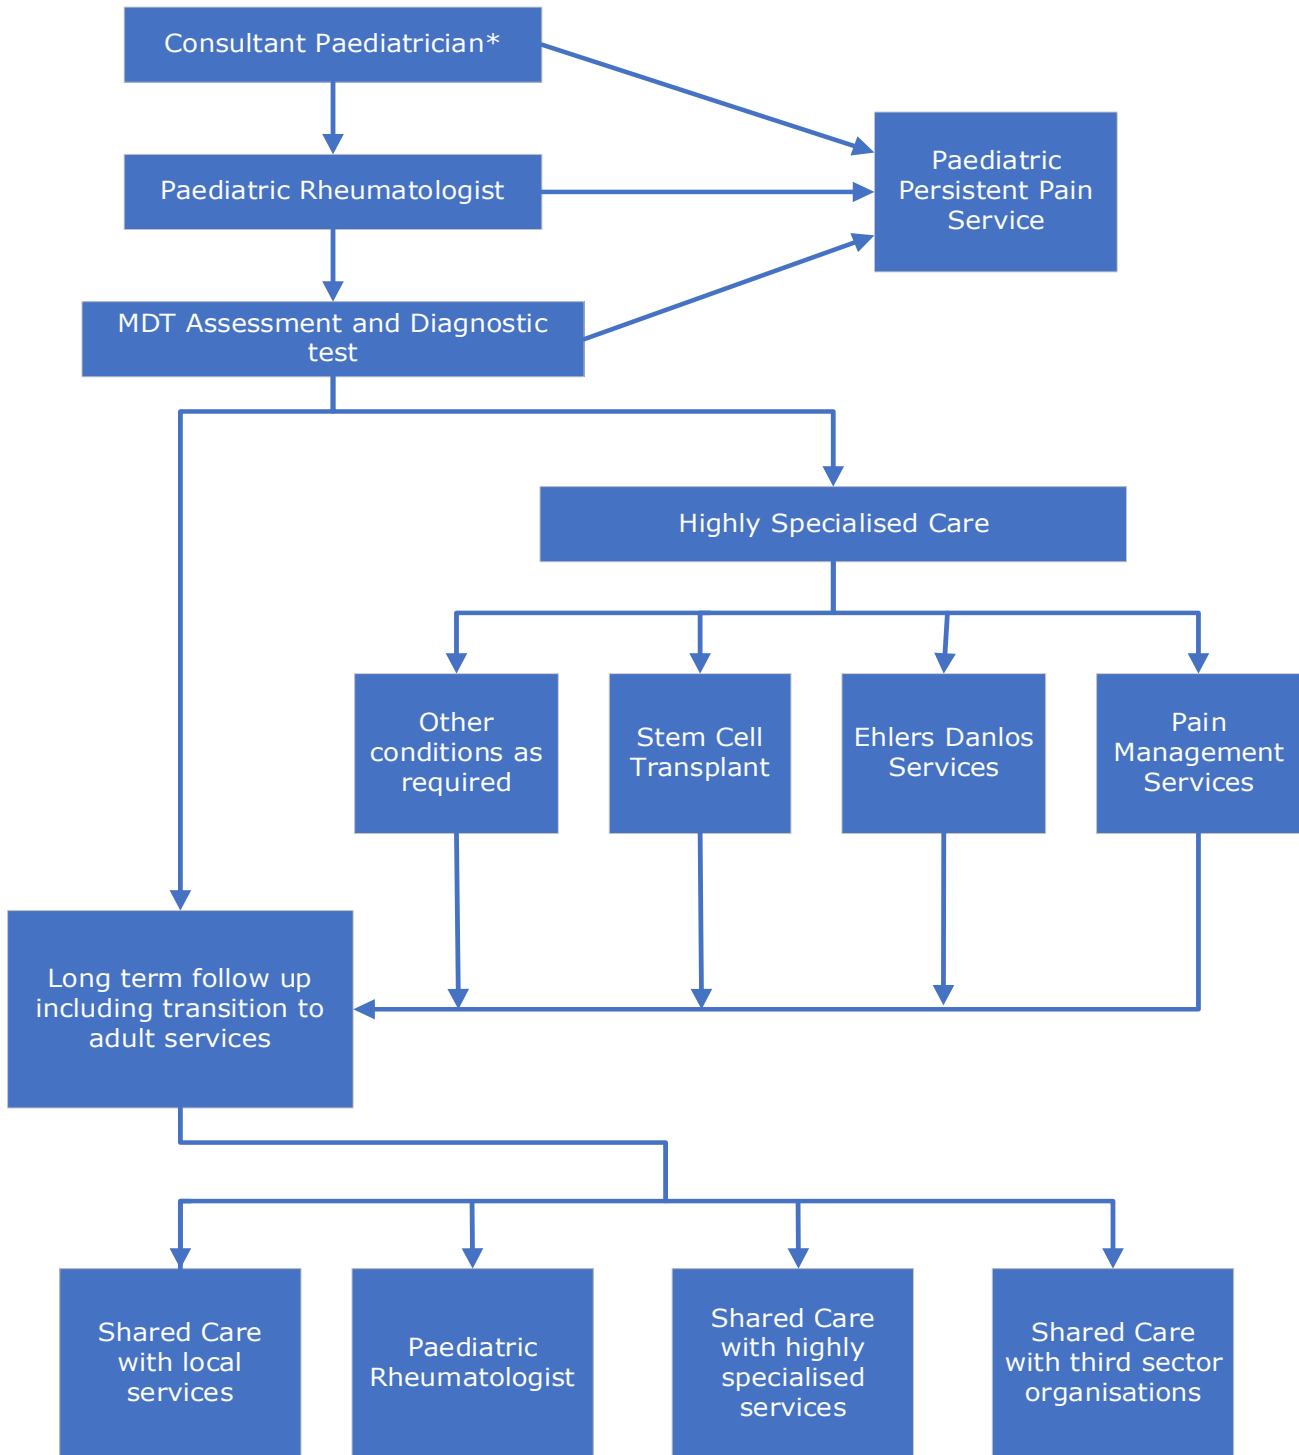 Consultant Paediatrician*
Paediatric
Persistent Pain
Service
Paediatric Rheumatologist
MDT Assessment and Diagnostic
test
Highly Specialised Care
Other
conditions as
required
Stem Cell
Transplant
Ehlers Danlos
Services
Pain
Management
Services
Long term follow up
including transition to
adult services
Shared Care
with local
services
Paediatric
Rheumatologist
Shared Care
with highly
specialised
services
Shared Care
with third sector
organisations